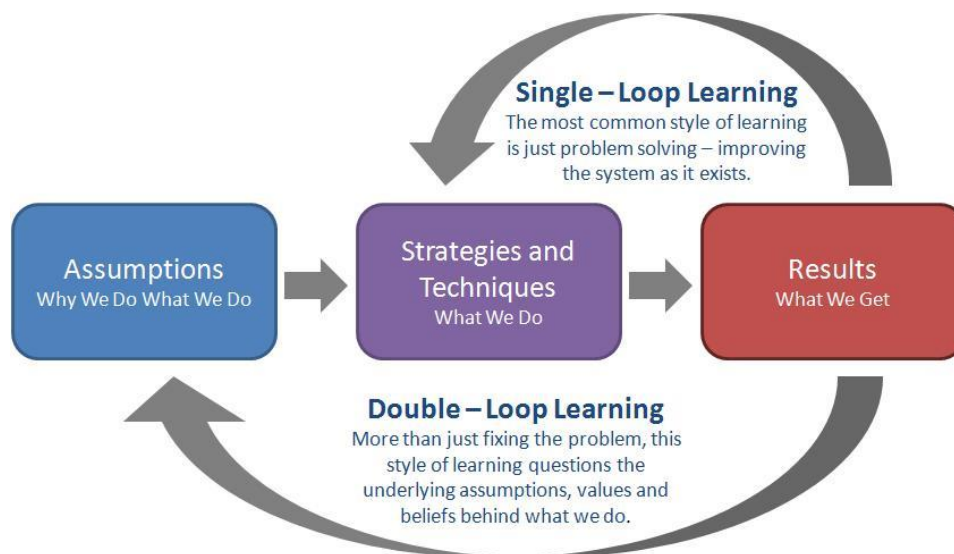 Single – Loop Learning
The most common style of learning
is just problem solving – improving
the system as it exists.
Assumptions
Why We Do What We Do
Strategies and
Techniques
What We Do
Results
What We Get
Double – Loop Learning
More than just fixing the problem, this
style of learning questions the
underlying assumptions, values and
beliefs behind what we do.